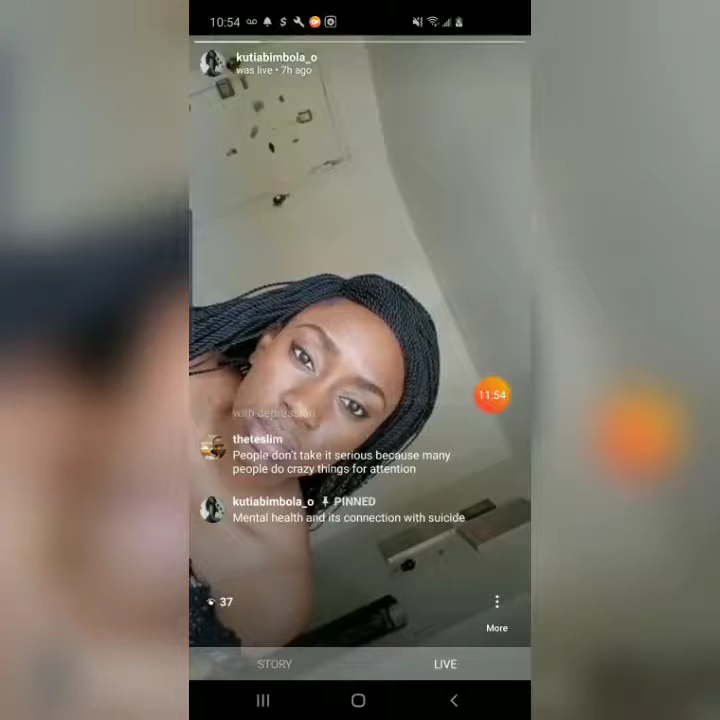 10:54
kutiabimbola_o
was live • 7h ago
11:54
with depression
theteslim
People don't take it serious because many
people do crazy things for attention
kutiabimbola_o PINNED
Mental health and its connection with suicide
37
More
STORY LIVE